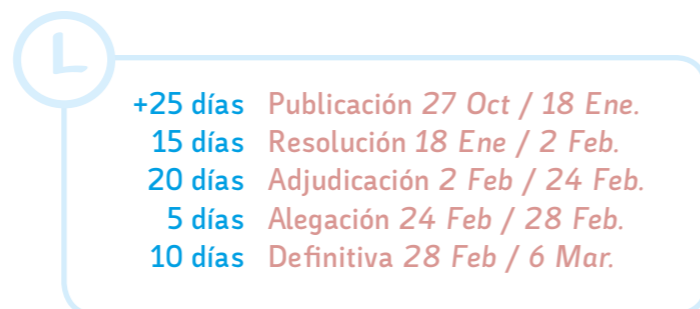 +25 días Publicación 27 Oct / 18 Ene.
15 días Resolución 18 Ene / 2 Feb.
20 días Adjudicación 2 Feb / 24 Feb.
5 días Alegación 24 Feb / 28 Feb.
10 días Definitiva 28 Feb / 6 Mar.